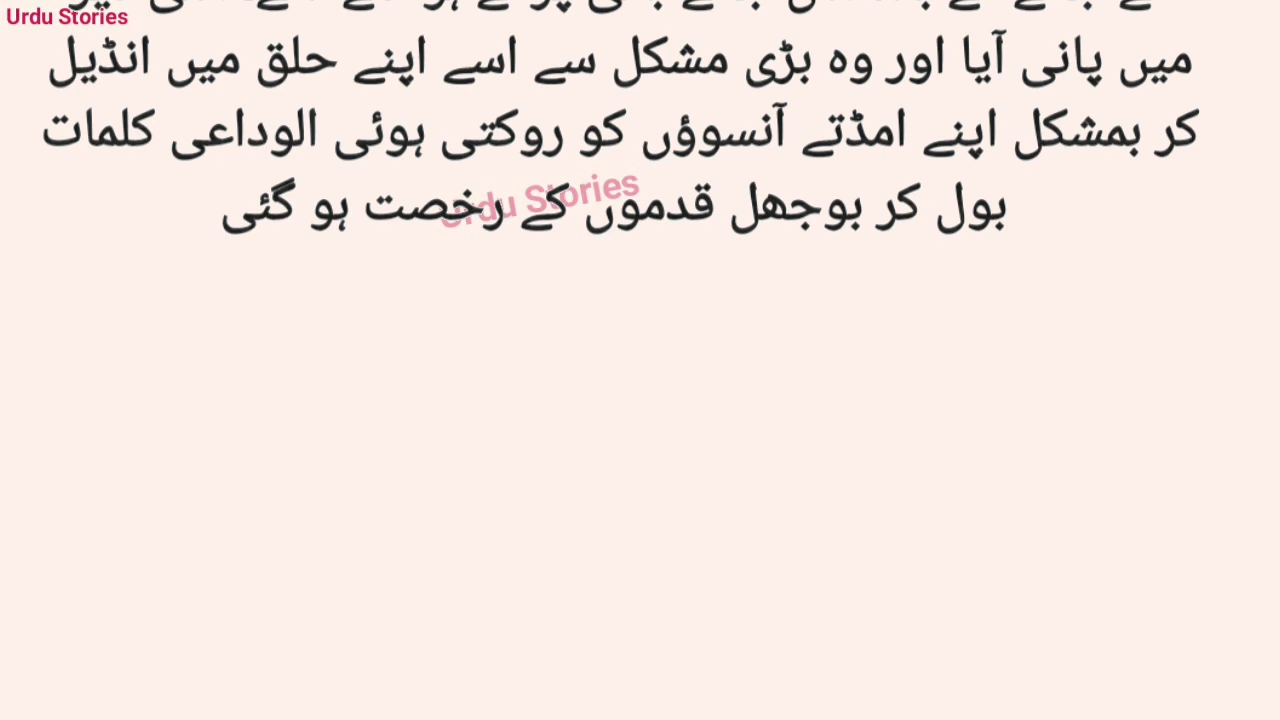 Urdu Stories
میں پانی آیا اور وہ بڑی مشکل سے اسے اپنے حلق میں انڈیل
کر بمشکل اپنے امڈتے آنسوؤں کو روکتی ہوئی الوداعی کلمات
بول کر بوجھل قدموں کے رخصت ہو گئی
Urdu Stories